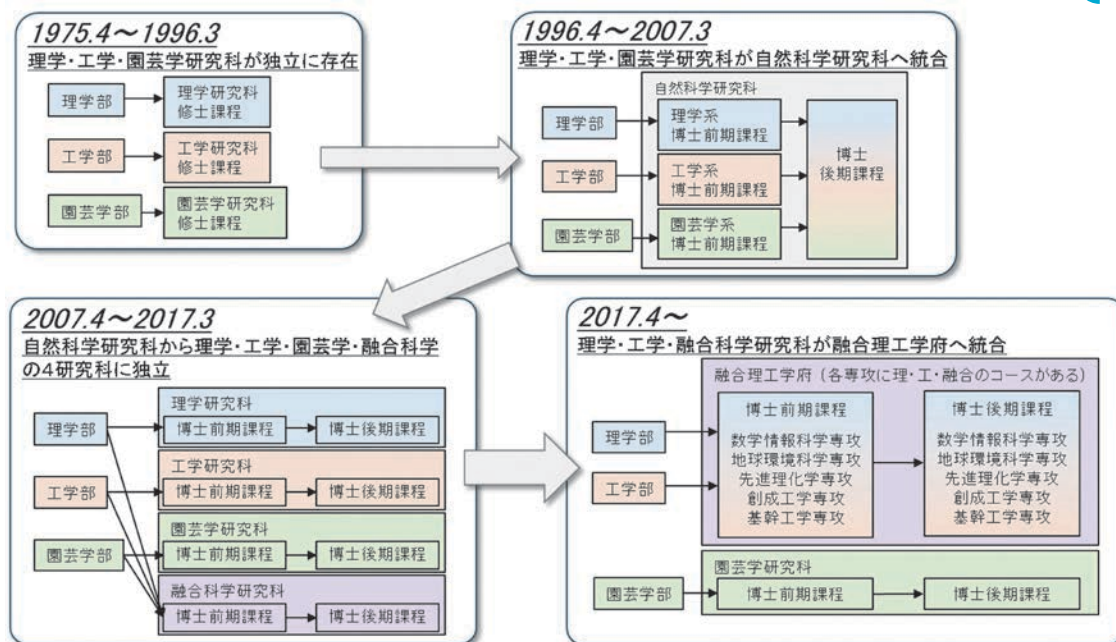 1975.4～1996.3
理学・工学・園芸学研究科が独立に存在
理学部
理学研究科
修士課程
工学部
工学研究科
修士課程
園芸学部
園芸学研究科
修士課程
1996.4～2007.3
理学・工学・園芸学研究科が自然科学研究科へ統合
自然科学研究科
理学部
理学系
博士前期課程
工学部
工学系
博士前期課程
園芸学部
園芸学系
博士前期課程
博士
後期課程
2007.4～2017.3
自然科学研究科から理学・工学・園芸学・融合科学
の4研究科に独立
理学部
工学部
園芸学部
理学研究科
博士前期課程
博士後期課程
工学研究科
博士前期課程
博士後期課程
園芸学研究科
博士前期課程
博士後期課程
融合科学研究科
博士前期課程
博士後期課程
2017.4～
理学・工学・融合科学研究科が融合理工学府へ統合
融合理工学府（各専攻に理・工・融合のコースがある）
理学部
工学部
博士前期課程
数学情報科学専攻
地球環境科学専攻
先進理化学専攻
創成工学専攻
基幹工学専攻
博士後期課程
数学情報科学専攻
地球環境科学専攻
先進理化学専攻
創成工学専攻
基幹工学専攻
園芸学部
園芸学研究科
博士前期課程
博士後期課程